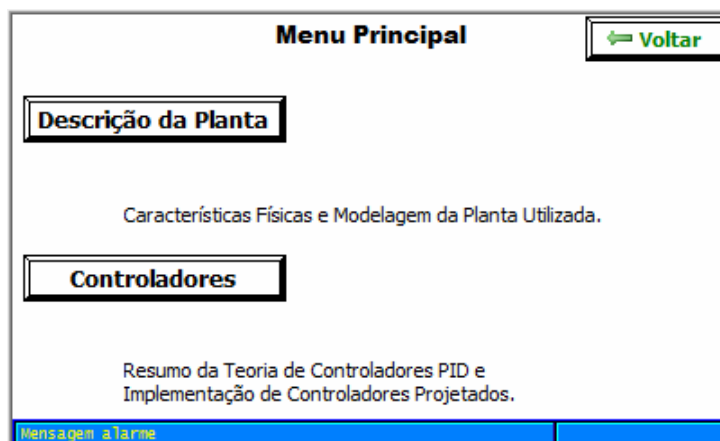 Menu Principal
Voltar
Descrição da Planta
Características Físicas e Modelagem da Planta Utilizada.
Controladores
Resumo da Teoria de Controladores PID e
Implementação de Controladores Projetados.
Mensagem alarme